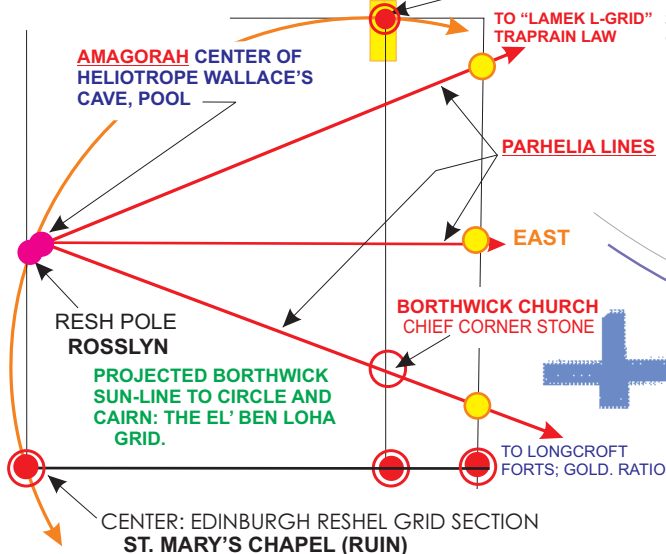 TO “LAMEK L-GRID”
TRAPRAIN LAW
AMAGORAH CENTER OF
HELIOTROPE WALLACE’S
CAVE, POOL
PARHELIA LINES
EAST
RESH POLE
ROSSLYN
BORTHWICK CHURCH
CHIEF CORNER STONE
PROJECTED BORTHWICK
SUN-LINE TO CIRCLE AND
CAIRN: THE EL’ BEN LOHA
GRID.
TO LONGCROFT
FORTS; GOLD. RATIO
CENTER: EDINBURGH RESHEL GRID SECTION
ST. MARY’S CHAPEL (RUIN)